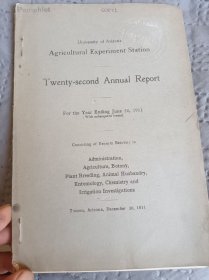 Pamphlet
University of Arizona
Agricultural Experiment Station
Twenty-second Annual Report
For the Year Ending June 30, 1911
Consisting of Reports Relating to
Administration,
Agriculture, Botany,
Plant Breeding, Animal Husbandry,
Entomology, Chemistry and
Irrigation Investigations
Tucson, Arizona, December 30, 1911